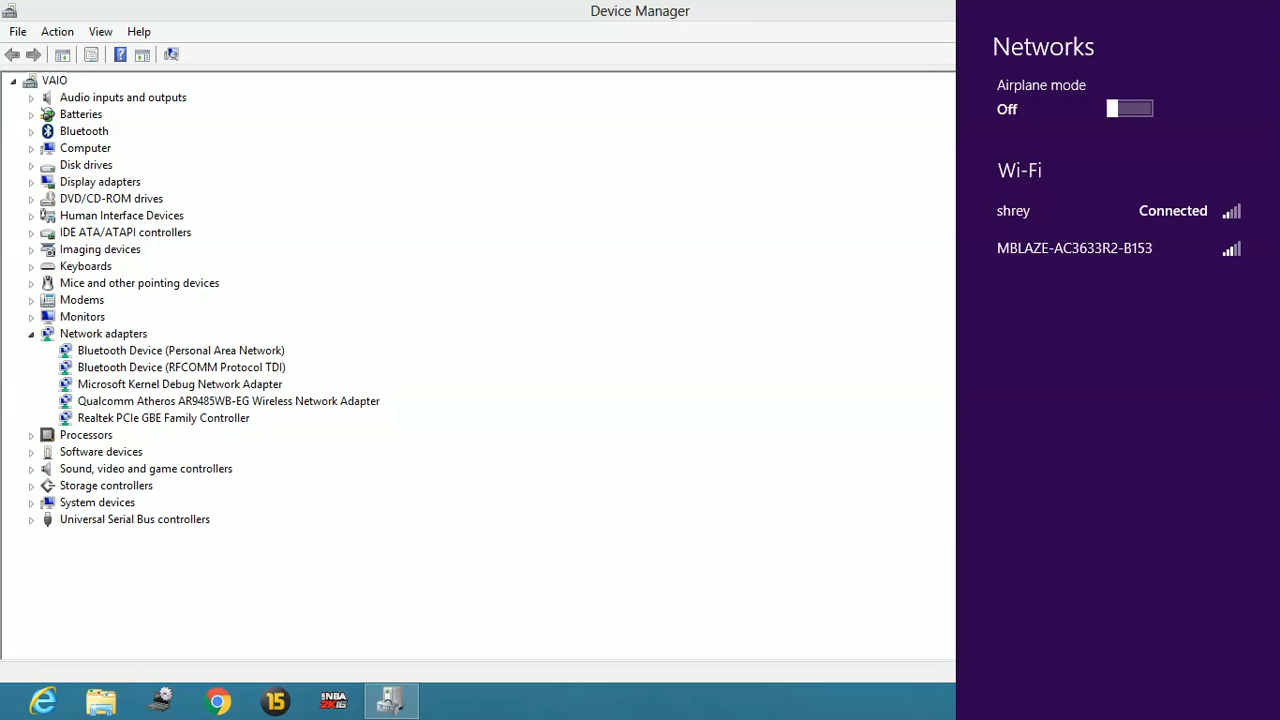 Device Manager
File Action View Help
VAIO
Audio inputs and outputs
Batteries
Bluetooth
Computer
Disk drives
Display adapters
DVD/CD-ROM drives
Human Interface Devices
IDE ATA/ATAPI controllers
Imaging devices
Keyboards
Mice and other pointing devices
Modems
Monitors
Network adapters
Bluetooth Device (Personal Area Network)
Bluetooth Device (RFCOMM Protocol TDI)
Microsoft Kernel Debug Network Adapter
Qualcomm Atheros AR9485WB-EG Wireless Network Adapter
Realtek PCIe GBE Family Controller
Processors
Software devices
Sound, video and game controllers
Storage controllers
System devices
Universal Serial Bus controllers
15
NBA
2K16
Networks
Airplane mode
Off
Wi-Fi
shrey Connected
MBLAZE-AC3633R2-B153